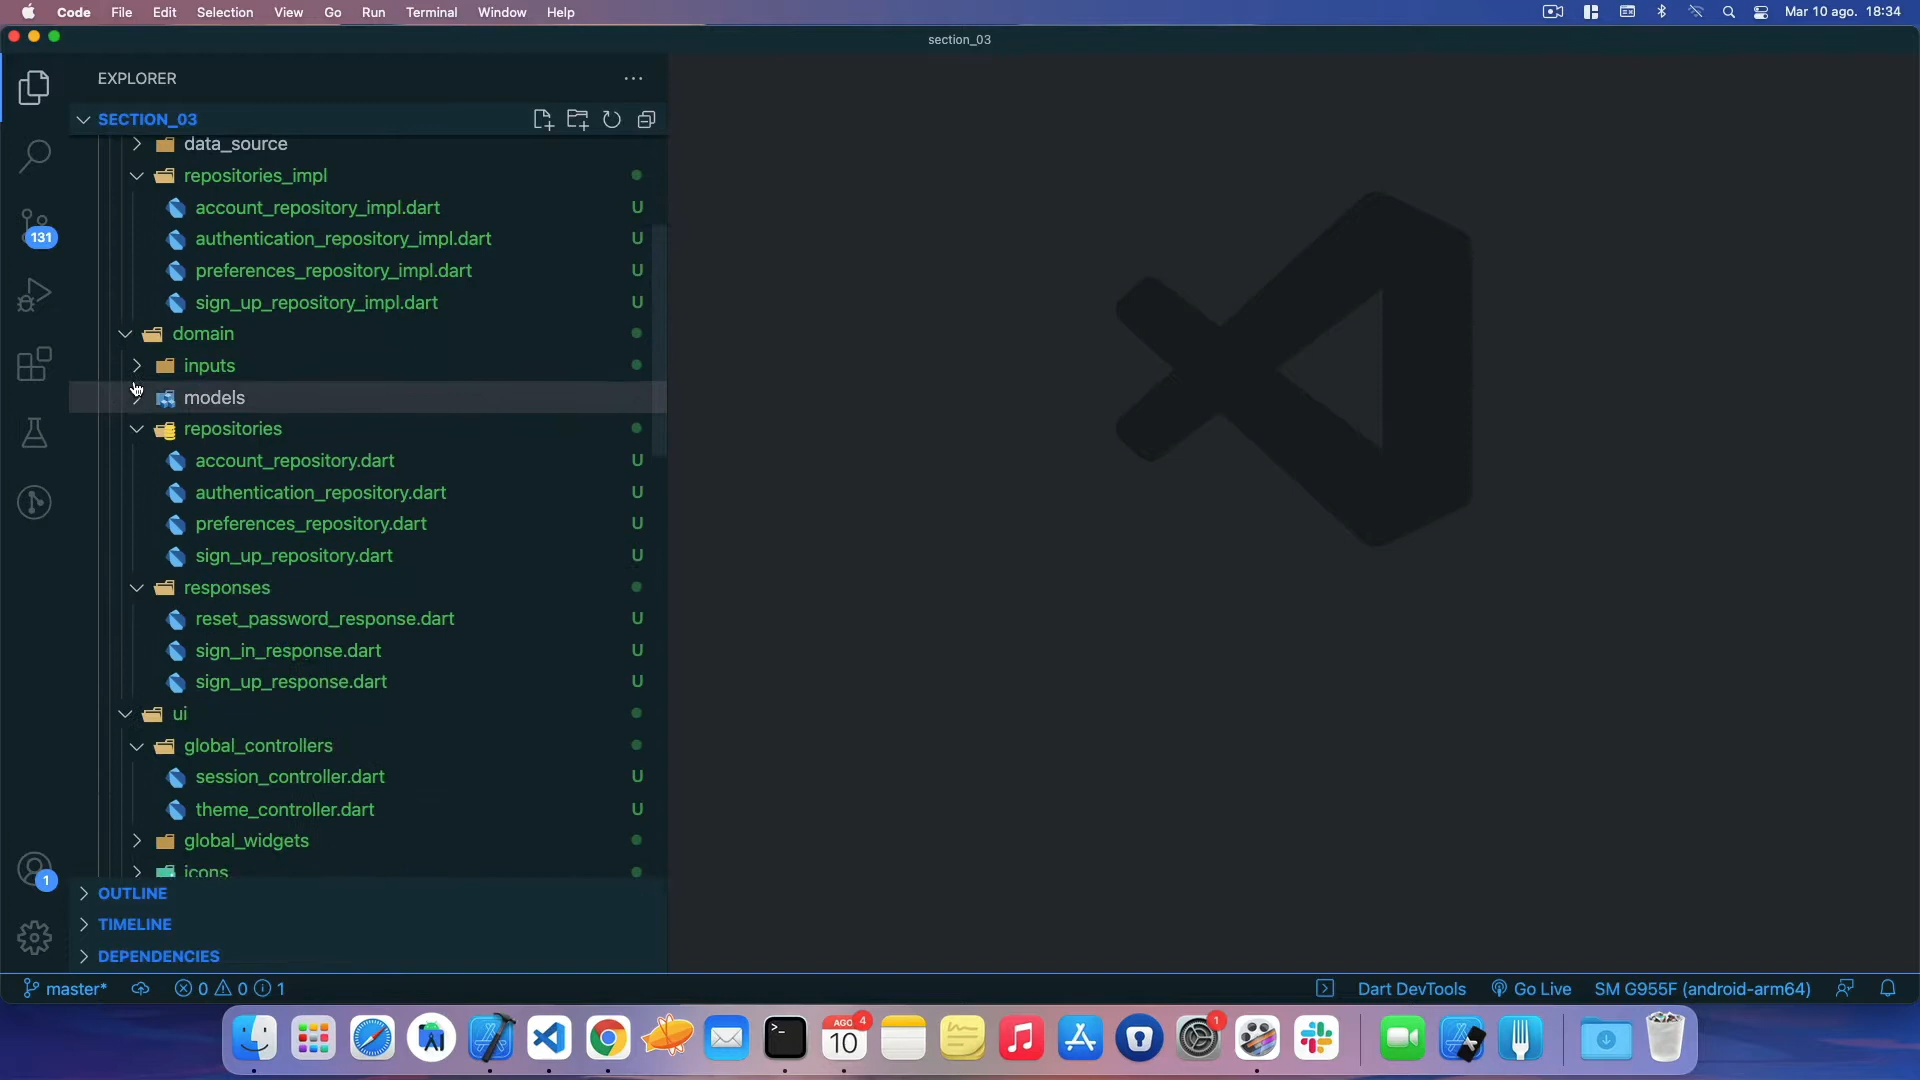 Code File Edit Selection View Go Run Terminal Window Help Mar 10 ago. 18:34
section_03
EXPLORER
SECTION_03
data_source
repositories_impl
account_repository_impl.dart U
authentication_repository_impl.dart U
preferences_repository_impl.dart U
sign_up_repository_impl.dart U
domain
inputs
models
repositories
account_repository.dart U
authentication_repository.dart U
preferences_repository.dart U
sign_up_repository.dart U
responses
reset_password_response.dart U
sign_in_response.dart U
sign_up_response.dart U
ui
global_controllers
session_controller.dart U
theme_controller.dart U
global_widgets
icons
131
1
OUTLINE
TIMELINE
DEPENDENCIES
master* 0 0 1 Dart DevTools Go Live SM G955F (android-arm64)
AGO 4
10
1